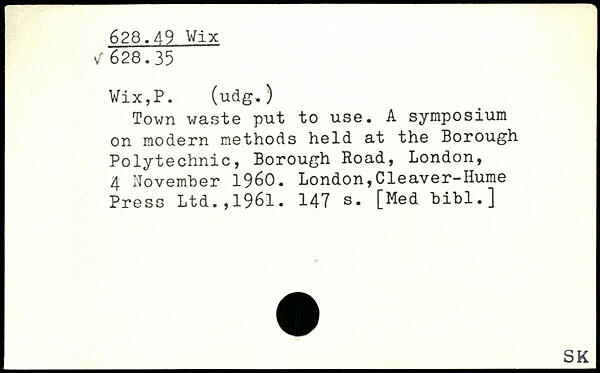 628.49 Wix
√ 628.35
Wix,P. (udg.)
Town waste put to use. A symposium
on modern methods held at the Borough
Polytechnic, Borough Road, London,
4 November 1960. London,Cleaver-Hume
Press Ltd.,1961. 147 s. [Med bibl.]
SK